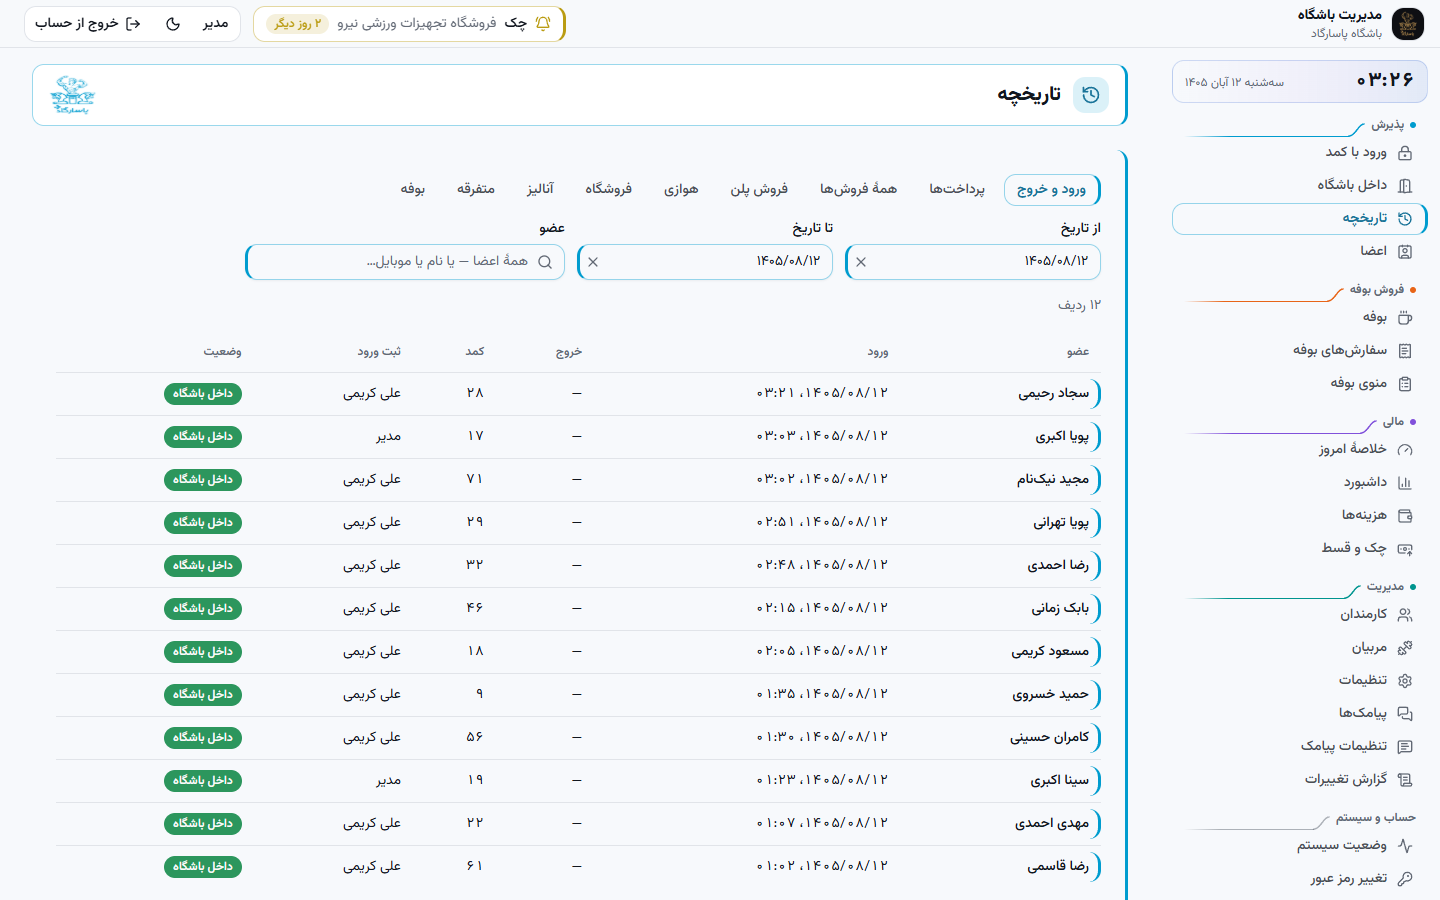 مدیریت باشگاه
باشگاه پاسارگاد
چک فروشگاه تجهیزات ورزشی نیرو ۲ روز دیگر
مدیر
خروج از حساب
۰۳:۲۶
سه‌شنبه ۱۲ آبان ۱۴۰۵
پذیرش
ورود با کمد
داخل باشگاه
تاریخچه
اعضا
فروش بوفه
بوفه
سفارش‌های بوفه
منوی بوفه
مالی
خلاصهٔ امروز
داشبورد
هزینه‌ها
چک و قسط
مدیریت
کارمندان
مربیان
تنظیمات
پیامک‌ها
تنظیمات پیامک
گزارش تغییرات
حساب و سیستم
وضعیت سیستم
تغییر رمز عبور
تاریخچه
پاسارگاد
ورود و خروج پرداخت‌ها همهٔ فروش‌ها فروش پلن هوازی فروشگاه آنالیز متفرقه بوفه
از تاریخ تا تاریخ عضو
۱۴۰۵/۰۸/۱۲ ۱۴۰۵/۰۸/۱۲ همهٔ اعضا — یا نام یا موبایل...
۱۲ ردیف
عضو ورود خروج کمد ثبت ورود وضعیت
سجاد رحیمی ۱۴۰۵/۰۸/۱۲، ۰۳:۲۱ — ۲۸ علی کریمی داخل باشگاه
پویا اکبری ۱۴۰۵/۰۸/۱۲، ۰۳:۰۳ — ۱۷ مدیر داخل باشگاه
مجید نیک‌نام ۱۴۰۵/۰۸/۱۲، ۰۳:۰۲ — ۷۱ علی کریمی داخل باشگاه
پویا تهرانی ۱۴۰۵/۰۸/۱۲، ۰۲:۵۱ — ۲۹ علی کریمی داخل باشگاه
رضا احمدی ۱۴۰۵/۰۸/۱۲، ۰۲:۴۸ — ۳۲ علی کریمی داخل باشگاه
بابک زمانی ۱۴۰۵/۰۸/۱۲، ۰۲:۱۵ — ۴۶ علی کریمی داخل باشگاه
مسعود کریمی ۱۴۰۵/۰۸/۱۲، ۰۲:۰۵ — ۱۸ علی کریمی داخل باشگاه
حمید خسروی ۱۴۰۵/۰۸/۱۲، ۰۱:۳۵ — ۹ علی کریمی داخل باشگاه
کامران حسینی ۱۴۰۵/۰۸/۱۲، ۰۱:۳۰ — ۵۶ علی کریمی داخل باشگاه
سینا اکبری ۱۴۰۵/۰۸/۱۲، ۰۱:۲۳ — ۱۹ مدیر داخل باشگاه
مهدی احمدی ۱۴۰۵/۰۸/۱۲، ۰۱:۰۷ — ۲۲ علی کریمی داخل باشگاه
رضا قاسمی ۱۴۰۵/۰۸/۱۲، ۰۱:۰۲ — ۶۱ علی کریمی داخل باشگاه